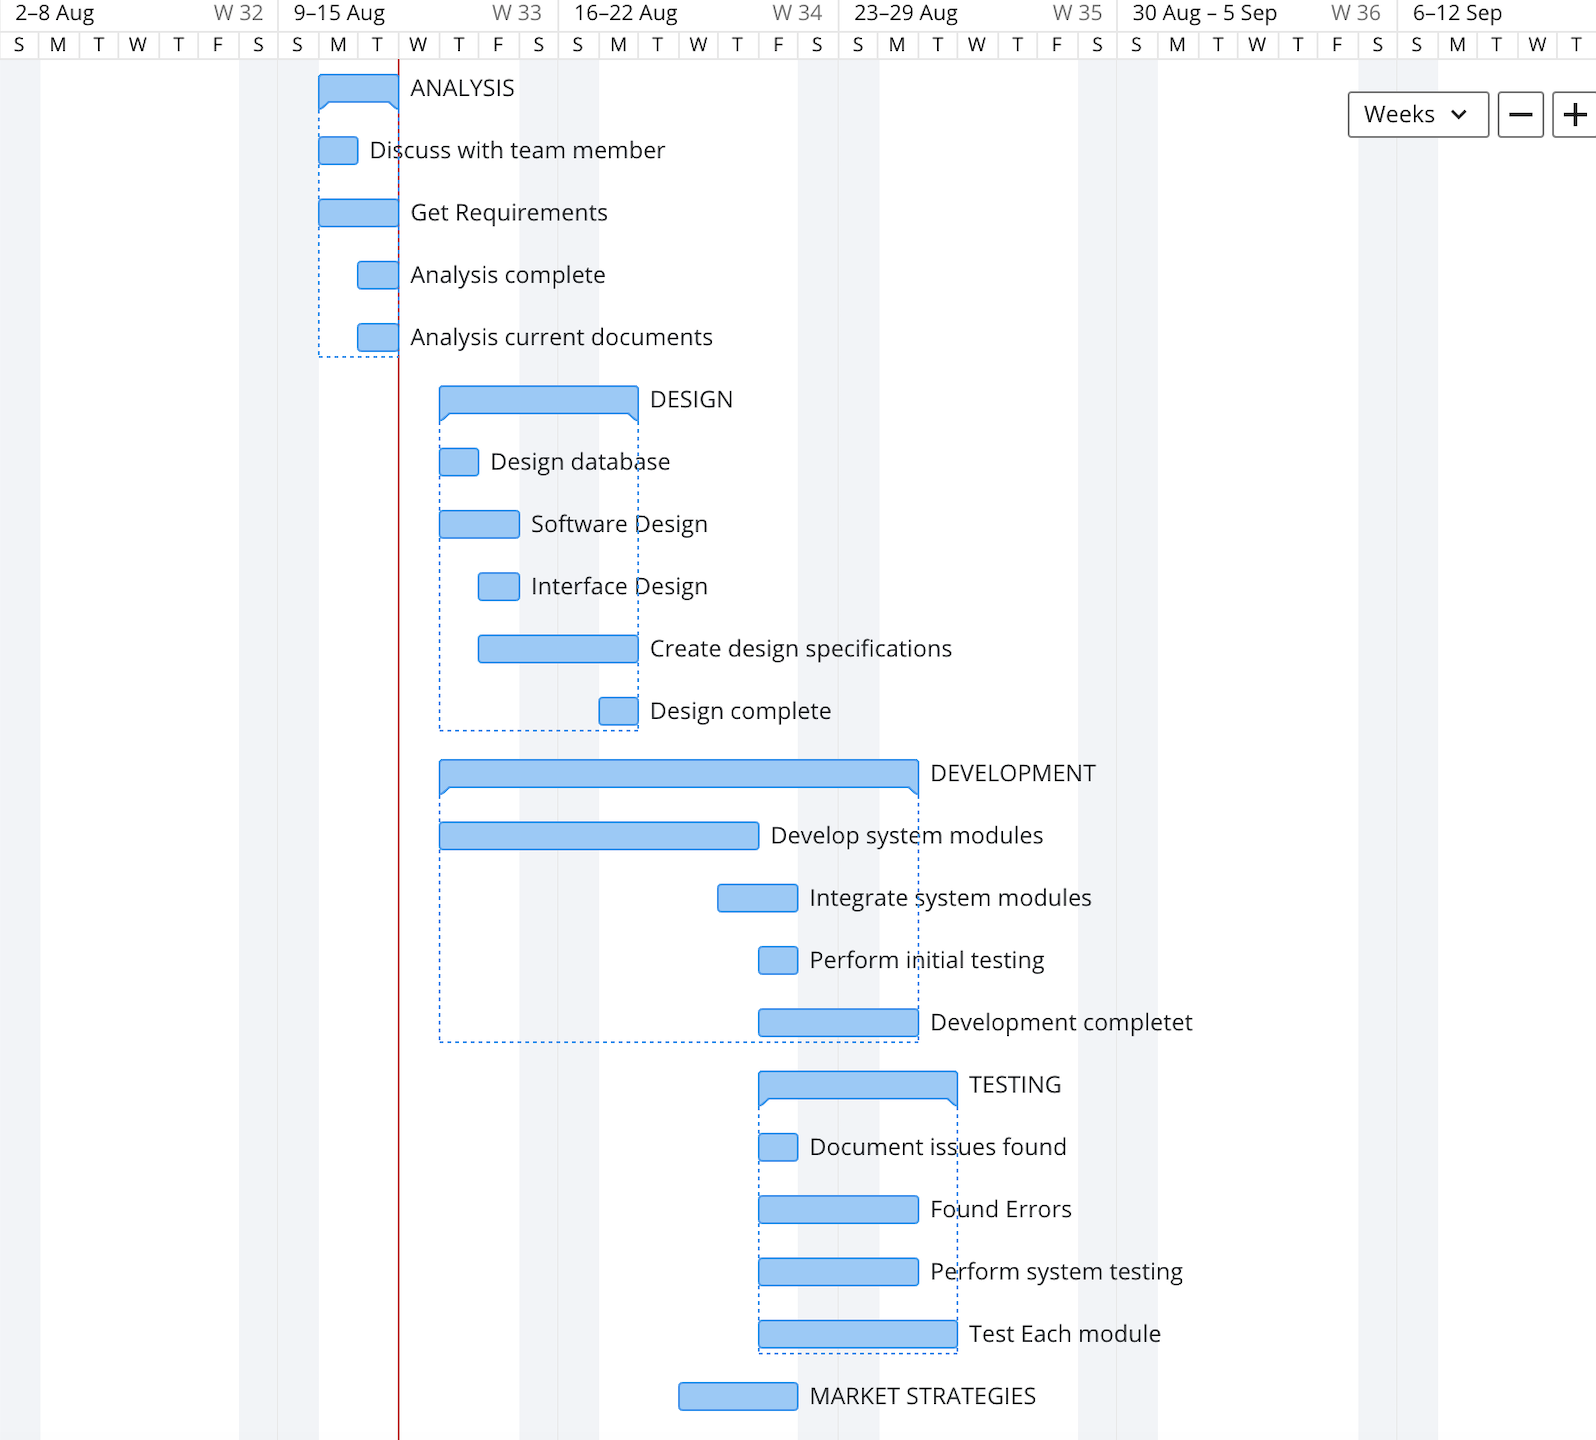 2–8 Aug W 32 9–15 Aug W 33 16–22 Aug W 34 23–29 Aug W 35 30 Aug – 5 Sep W 36 6–12 Sep
S M T W T F S S M T W T F S S M T W T F S S M T W T F S S M T W T F S S M T W T
ANALYSIS
Weeks
Discuss with team member
Get Requirements
Analysis complete
Analysis current documents
DESIGN
Design database
Software Design
Interface Design
Create design specifications
Design complete
DEVELOPMENT
Develop system modules
Integrate system modules
Perform initial testing
Development completet
TESTING
Document issues found
Found Errors
Perform system testing
Test Each module
MARKET STRATEGIES